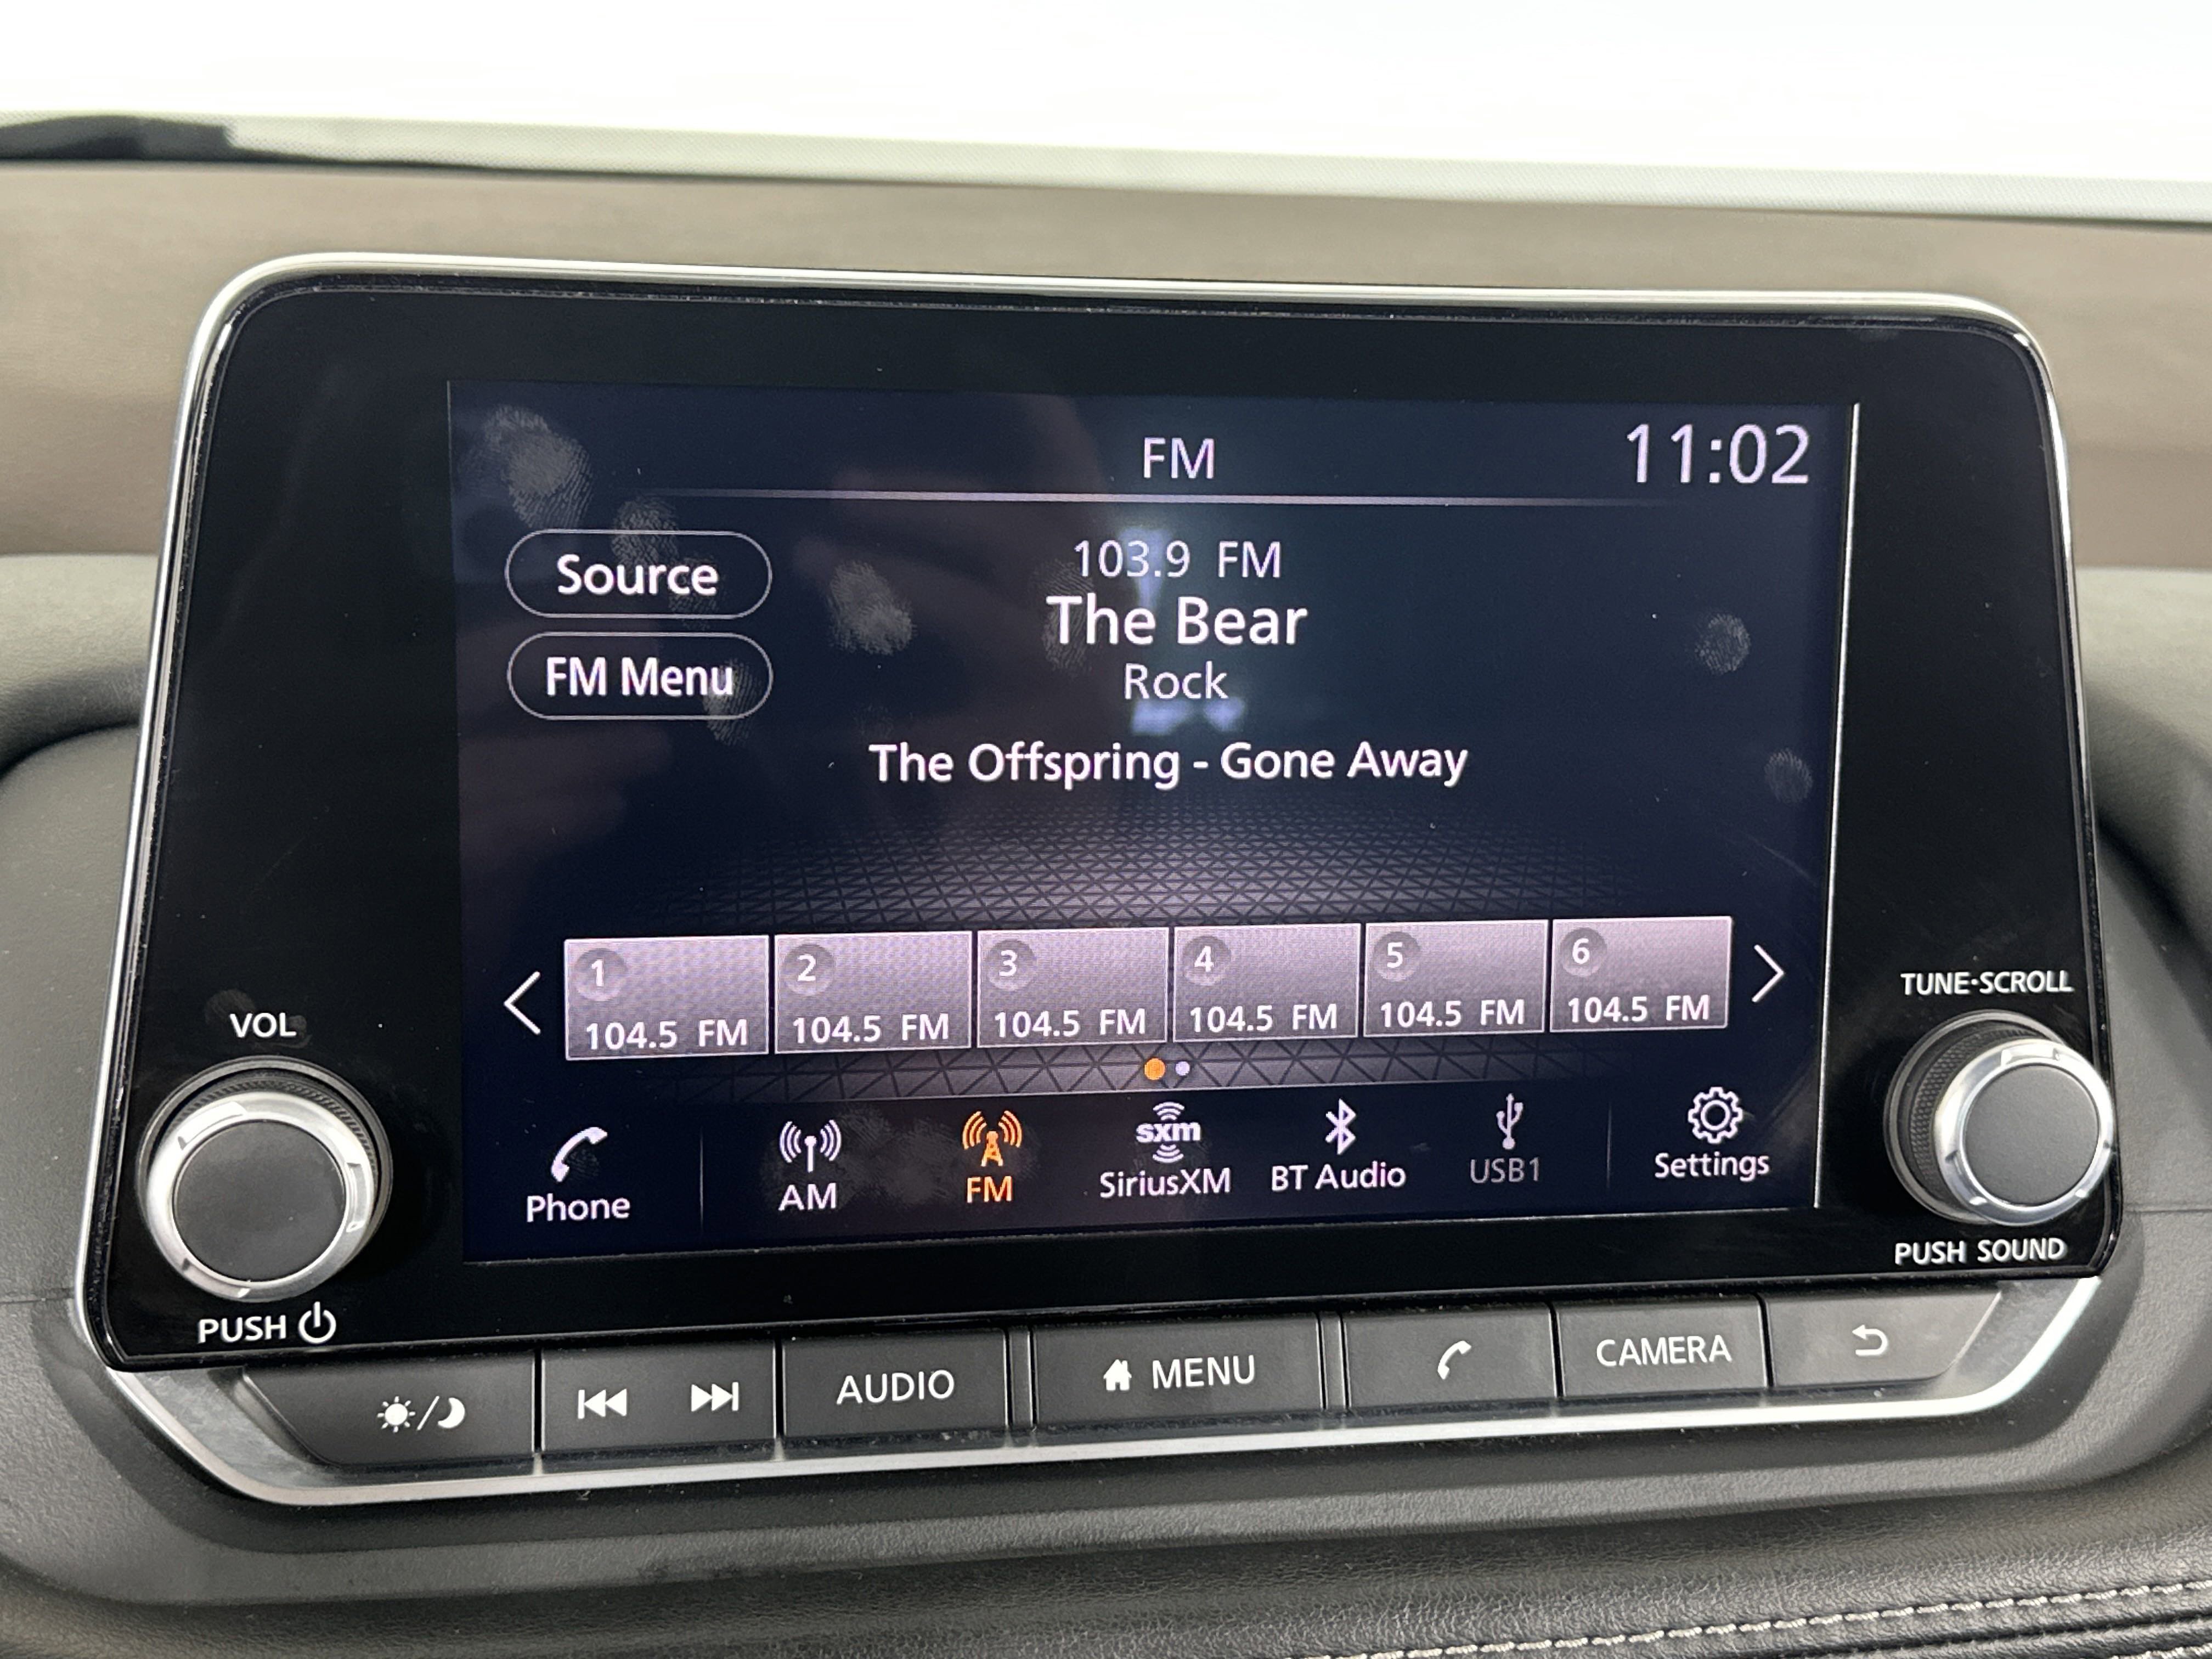 FM
11:02
Source
103.9 FM
The Bear
FM Menu
Rock
The Offspring - Gone Away
1
2
3
4
5
6
104.5 FM
104.5 FM
104.5 FM
104.5 FM
104.5 FM
104.5 FM
Phone
AM
FM
sxm
SiriusXM
BT Audio
USB1
Settings
VOL
PUSH
TUNE·SCROLL
PUSH SOUND
AUDIO
MENU
CAMERA